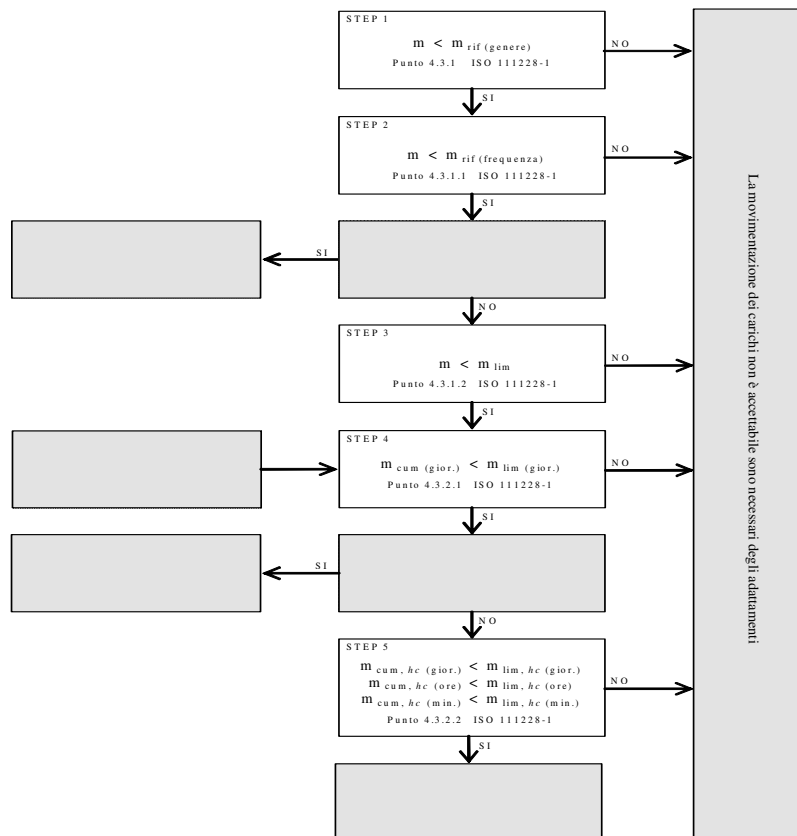 STEP 1
m < m rif (genere)
Punto 4.3.1 ISO 111228-1
NO
SI
STEP 2
m < m rif (frequenza)
Punto 4.3.1.1 ISO 111228-1
NO
SI
SI
NO
STEP 3
m < m lim
Punto 4.3.1.2 ISO 111228-1
NO
SI
STEP 4
m cum (gior.) < m lim (gior.)
Punto 4.3.2.1 ISO 111228-1
NO
SI
SI
NO
STEP 5
m cum, hc (gior.) < m lim, hc (gior.)
m cum, hc (ore) < m lim, hc (ore)
m cum, hc (min.) < m lim, hc (min.)
Punto 4.3.2.2 ISO 111228-1
NO
SI
La movimentazione dei carichi non è accettabile sono necessari degli adattamenti